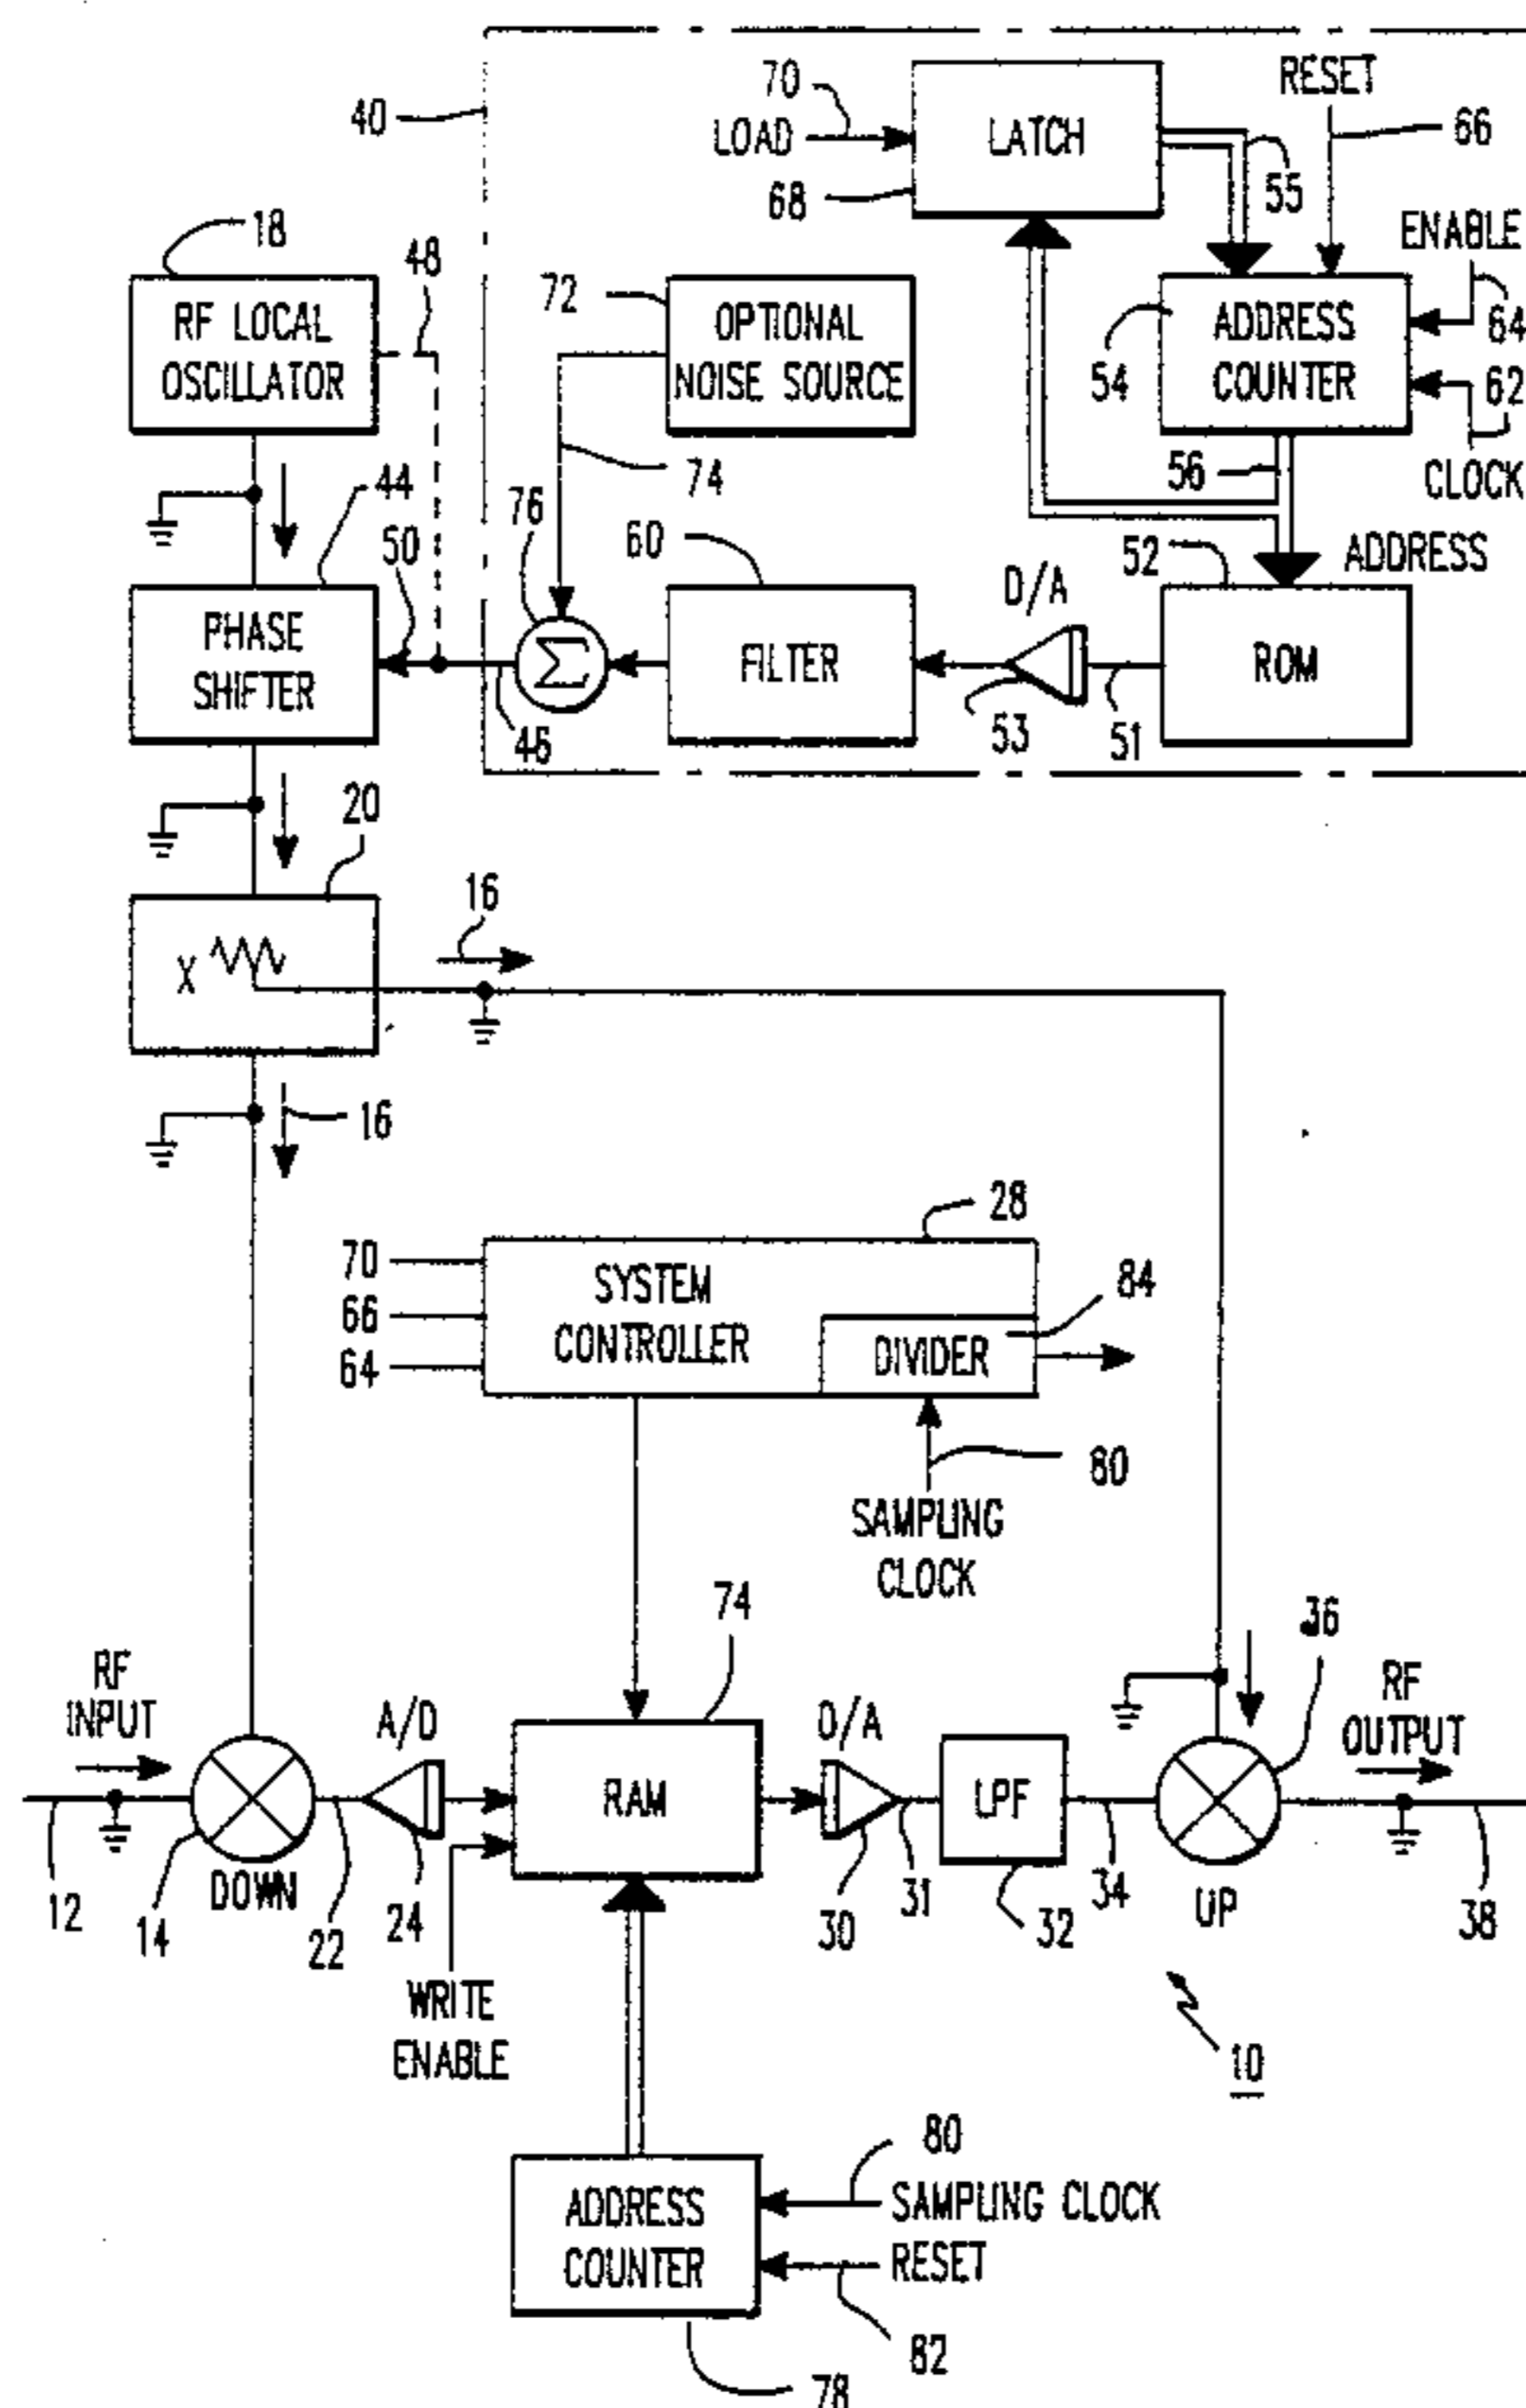 40
70
LOAD
68
LATCH
55
RESET
66
ENABLE
64
62
CLOCK
18
RF LOCAL
OSCILLATOR
48
72
OPTIONAL
NOISE SOURCE
74
54
ADDRESS
COUNTER
56
ADDRESS
44
50
PHASE
SHIFTER
76
Σ
46
60
FILTER
D/A
53
51
52
ROM
20
X
16
16
28
70
66
64
SYSTEM
CONTROLLER
84
DIVIDER
80
SAMPLING
CLOCK
RF
INPUT
12
14
DOWN
22
A/D
24
74
RAM
WRITE
ENABLE
D/A
30
31
LPF
32
34
36
UP
RF
OUTPUT
38
10
ADDRESS
COUNTER
78
80
SAMPLING CLOCK
RESET
82